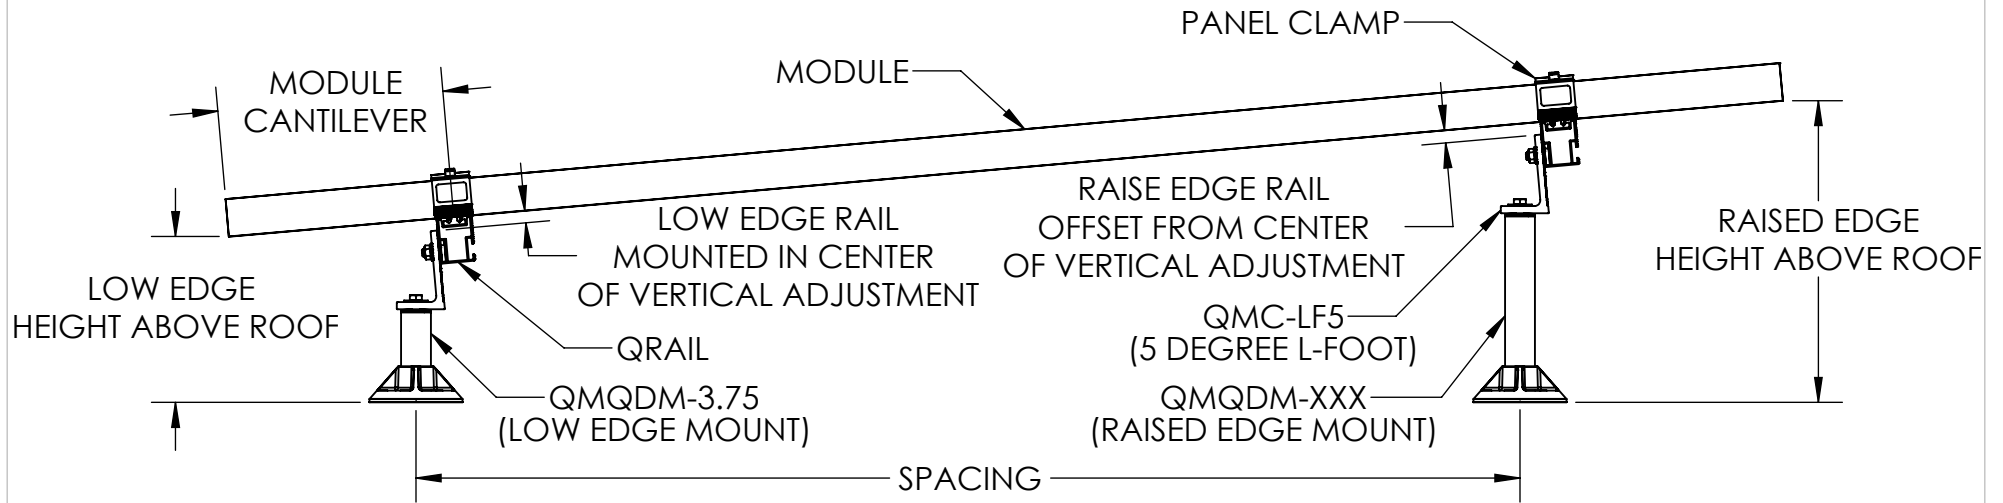 PANEL CLAMP
MODULE
MODULE
CANTILEVER
RAISE EDGE RAIL
OFFSET FROM CENTER
OF VERTICAL ADJUSTMENT
LOW EDGE RAIL
MOUNTED IN CENTER
OF VERTICAL ADJUSTMENT
RAISED EDGE
HEIGHT ABOVE ROOF
LOW EDGE
HEIGHT ABOVE ROOF
QRAIL
QMC-LF5
(5 DEGREE L-FOOT)
QMQDM-3.75
(LOW EDGE MOUNT)
QMQDM-XXX
(RAISED EDGE MOUNT)
SPACING